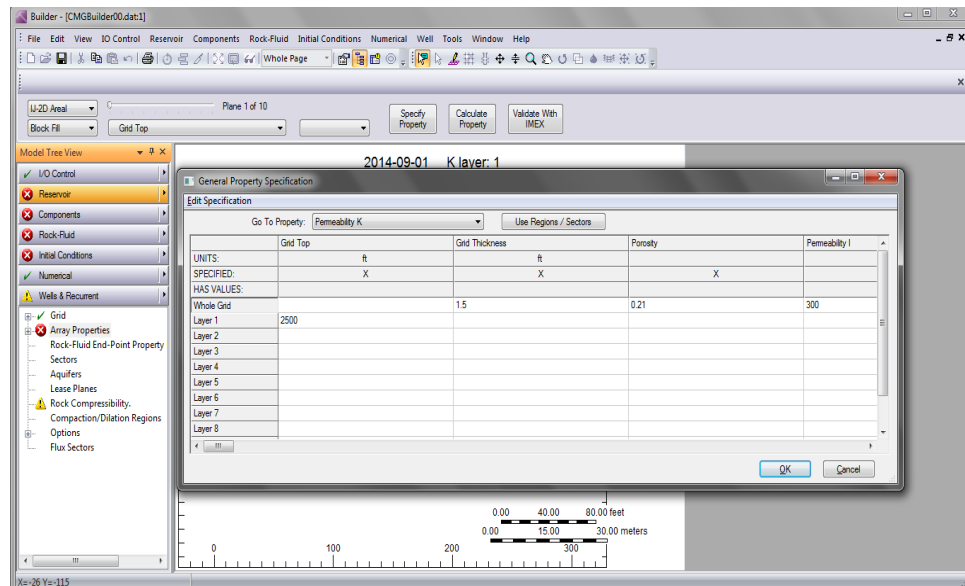 Builder - [CMGBuilder00.dat:1]
File Edit View IO Control Reservoir Components Rock-Fluid Initial Conditions Numerical Well Tools Window Help
Whole Page
IJ-2D Areal Plane 1 of 10
Block Fill Grid Top
Specify Property
Calculate Property
Validate With IMEX
Model Tree View
I/O Control
Reservoir
Components
Rock-Fluid
Initial Conditions
Numerical
Wells & Recurrent
Grid
Array Properties
Rock-Fluid End-Point Property
Sectors
Aquifers
Lease Planes
Rock Compressibility.
Compaction/Dilation Regions
Options
Flux Sectors
2014-09-01 K layer: 1
General Property Specification
Edit Specification
Go To Property: Permeability K Use Regions / Sectors
Grid Top Grid Thickness Porosity Permeability I
UNITS: ft ft
SPECIFIED: X X X
HAS VALUES:
Whole Grid 1.5 0.21 300
Layer 1 2500
Layer 2
Layer 3
Layer 4
Layer 5
Layer 6
Layer 7
Layer 8
OK Cancel
0.00 40.00 80.00 feet
0.00 15.00 30.00 meters
0 100 200 300
X=-26 Y=-115